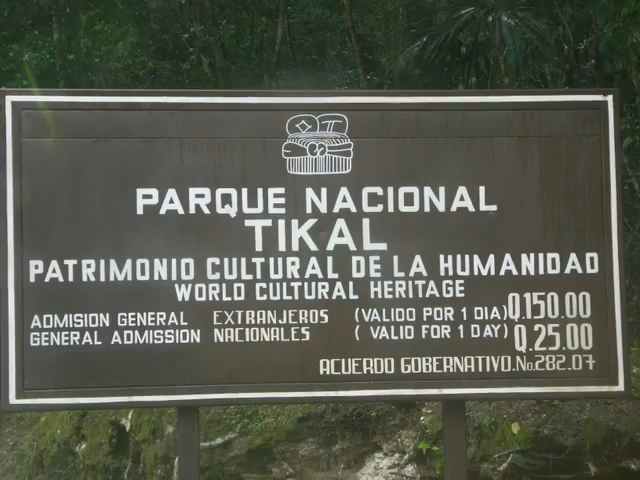 PARQUE NACIONAL
TIKAL
PATRIMONIO CULTURAL DE LA HUMANIDAD
WORLD CULTURAL HERITAGE
ADMISION GENERAL EXTRANJEROS (VALIDO POR 1 DIA) Q.150.00
GENERAL ADMISSION NACIONALES ( VALID FOR 1 DAY) Q.25.00
ACUERDO GOBERNATIVO.No.282.07